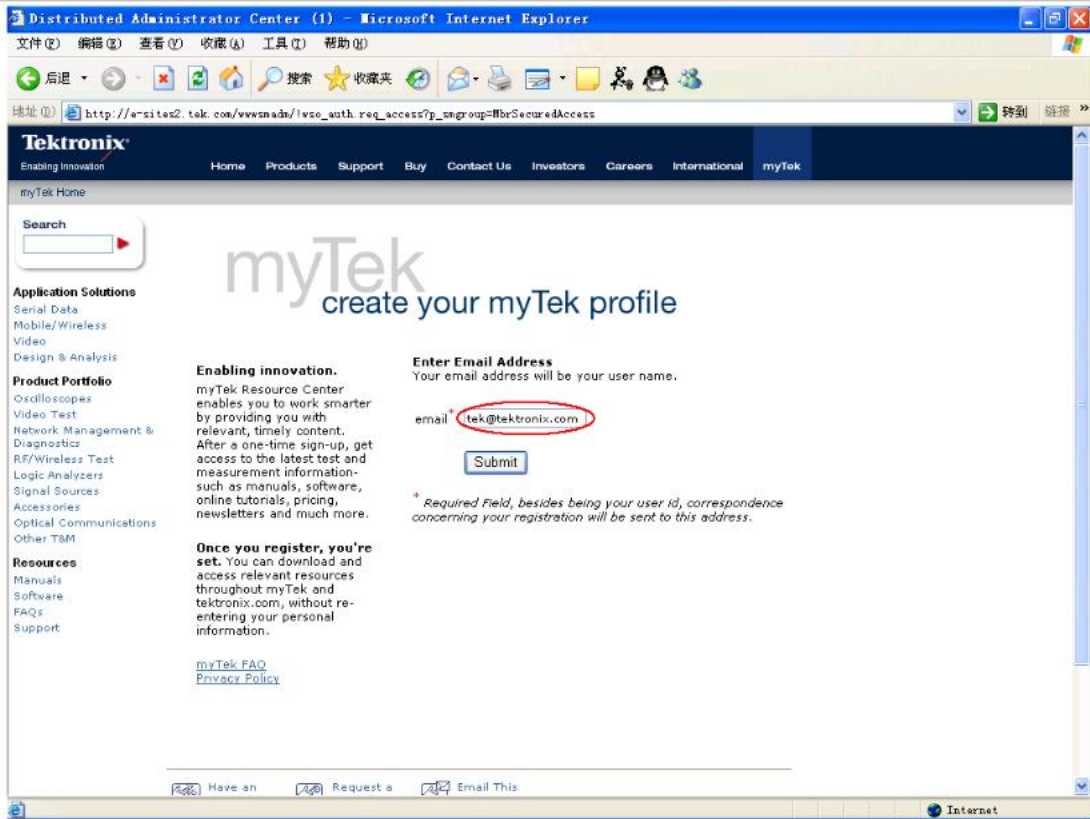 Distributed Administrator Center (1) - Microsoft Internet Explorer
文件(F) 编辑(E) 查看(V) 收藏(A) 工具(T) 帮助(H)
后退 搜索 收藏夹
地址(D) http://e-sites2.tek.com/wwsnadm/!wso_auth.req_access?p_smgroup=MbrSecuredAccess 转到 链接 »
Tektronix
Enabling Innovation
Home Products Support Buy Contact Us Investors Careers International myTek
myTek Home
Search
Application Solutions
Serial Data
Mobile/Wireless
Video
Design & Analysis
Product Portfolio
Oscilloscopes
Video Test
Network Management &
Diagnostics
RF/Wireless Test
Logic Analyzers
Signal Sources
Accessories
Optical Communications
Other T&M
Resources
Manuals
Software
FAQs
Support
myTek
create your myTek profile
Enabling innovation.
myTek Resource Center
enables you to work smarter
by providing you with
relevant, timely content.
After a one-time sign-up, get
access to the latest test and
measurement information-
such as manuals, software,
online tutorials, pricing,
newsletters and much more.
Once you register, you're
set. You can download and
access relevant resources
throughout myTek and
tektronix.com, without re-
entering your personal
information.
myTek FAQ
Privacy Policy
Enter Email Address
Your email address will be your user name.
email * tek@tektronix.com
Submit
* Required Field, besides being your user id, correspondence
concerning your registration will be sent to this address.
Have an Request a Email This
Internet